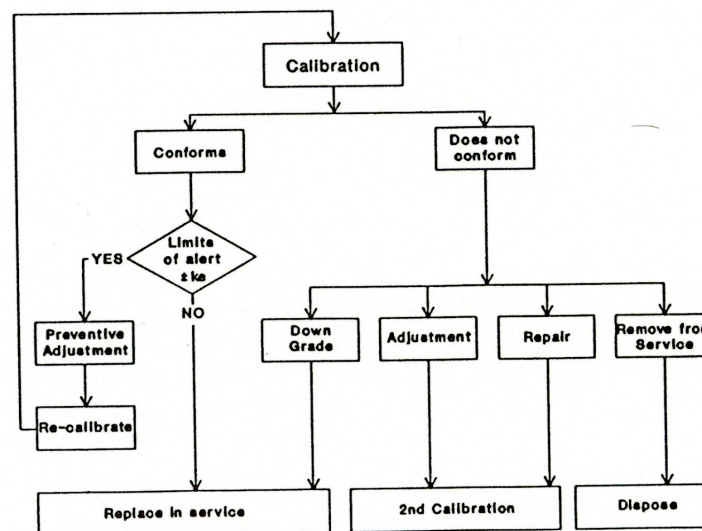 Calibration
Conforms
Does not
conform
Limits
of alert
±ke
YES
NO
Preventive
Adjustment
Down
Grade
Adjustment
Repair
Remove from
Service
Re-calibrate
Replace in service
2nd Calibration
Dispose